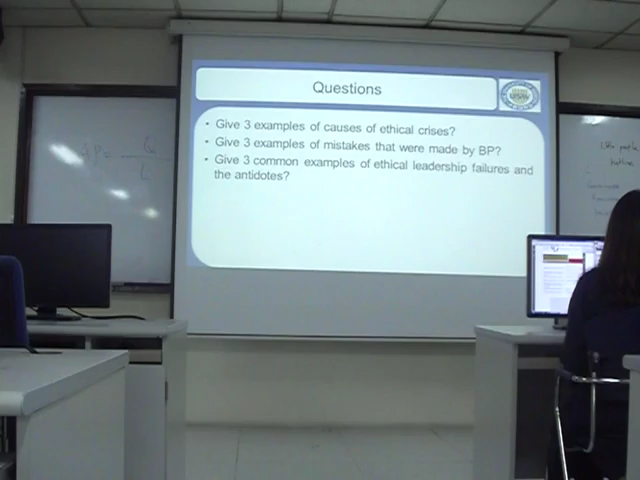 Questions
• Give 3 examples of causes of ethical crises?
• Give 3 examples of mistakes that were made by BP?
• Give 3 common examples of ethical leadership failures and
the antidotes?